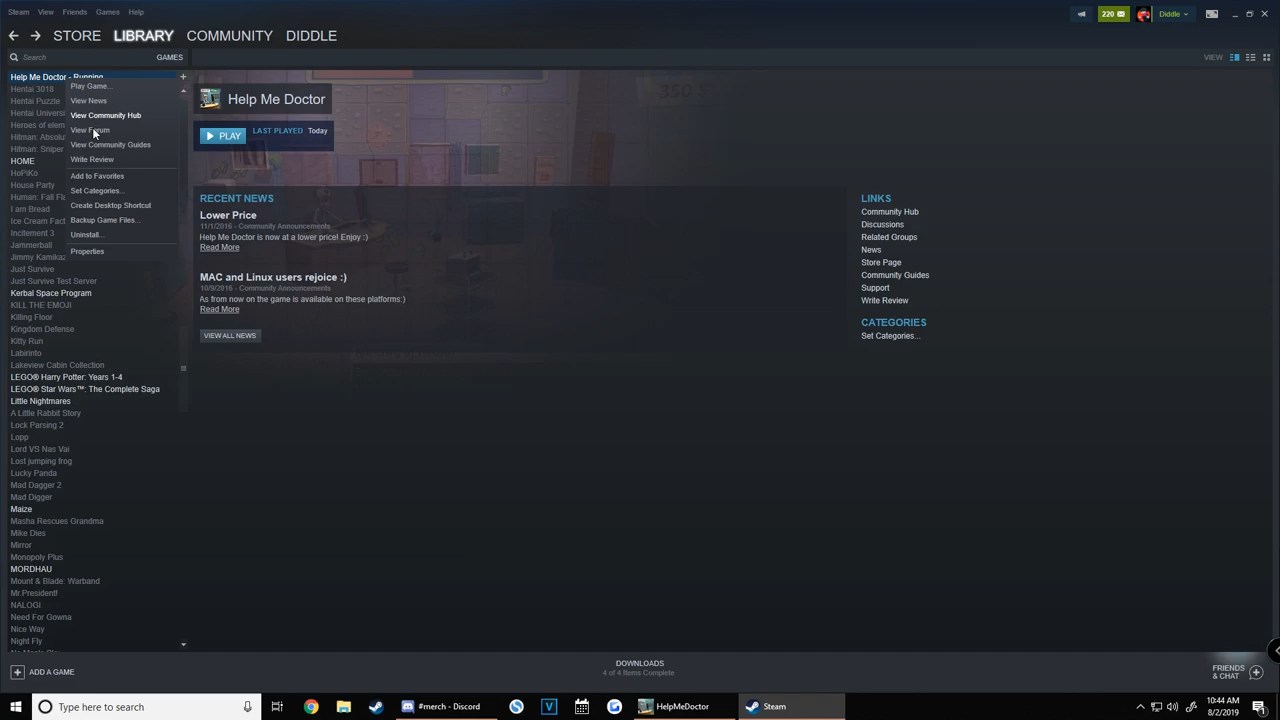 Steam View Friends Games Help
220 Diddle
STORE LIBRARY COMMUNITY DIDDLE
Search GAMES VIEW
Help Me Doctor - Running
Hentai 3018
Hentai Puzzle
Hentai Univers
Heroes of elem
Hitman: Absolu
Hitman: Sniper
HOME
HoPiKo
House Party
Human: Fall Fla
I am Bread
Ice Cream Fact
Incitement 3
Jammerball
Jimmy Kamikaz
Just Survive
Just Survive Test Server
Kerbal Space Program
KILL THE EMOJI
Killing Floor
Kingdom Defense
Kitty Run
Labirinto
Lakeview Cabin Collection
LEGO® Harry Potter: Years 1-4
LEGO® Star Wars™: The Complete Saga
Little Nightmares
A Little Rabbit Story
Lock Parsing 2
Lopp
Lord VS Nas Vai
Lost jumping frog
Lucky Panda
Mad Dagger 2
Mad Digger
Maize
Masha Rescues Grandma
Mike Dies
Mirror
Monopoly Plus
MORDHAU
Mount & Blade: Warband
Mr.President!
NALOGI
Need For Gowna
Nice Way
Night Fly
Play Game...
View News
View Community Hub
View Forum
View Community Guides
Write Review
Add to Favorites
Set Categories...
Create Desktop Shortcut
Backup Game Files...
Uninstall...
Properties
Help Me Doctor
PLAY LAST PLAYED Today
350
RECENT NEWS
Lower Price
11/1/2016 - Community Announcements
Help Me Doctor is now at a lower price! Enjoy :)
Read More
MAC and Linux users rejoice :)
10/9/2016 - Community Announcements
As from now on the game is available on these platforms:)
Read More
VIEW ALL NEWS
LINKS
Community Hub
Discussions
Related Groups
News
Store Page
Community Guides
Support
Write Review
CATEGORIES
Set Categories...
ADD A GAME
DOWNLOADS
4 of 4 Items Complete
FRIENDS
& CHAT
Type here to search
#merch - Discord
HelpMeDoctor
Steam
10:44 AM
8/2/2019